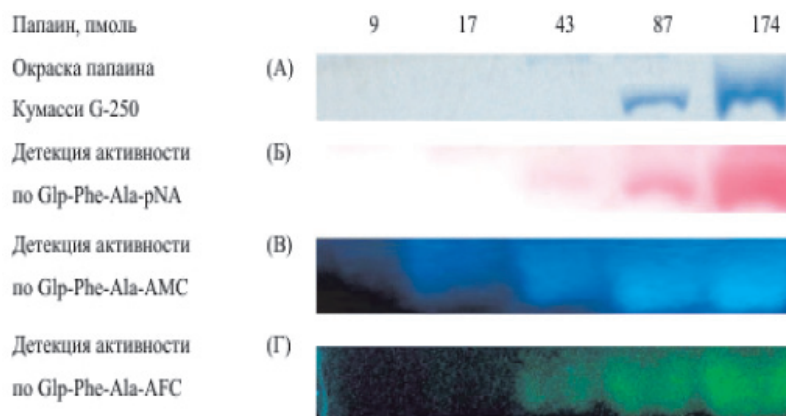 Папаин, пмоль 9 17 43 87 174
Окраска папаина (А)
Кумасси G-250
Детекция активности (Б)
по Glp-Phe-Ala-pNA
Детекция активности (В)
по Glp-Phe-Ala-AMC
Детекция активности (Г)
по Glp-Phe-Ala-AFC